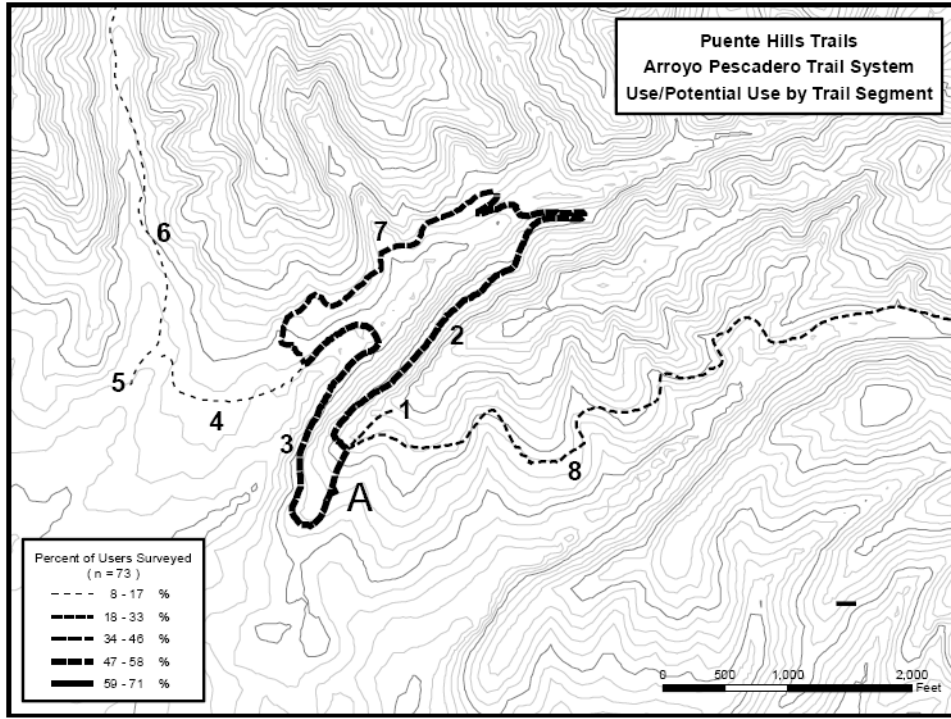 Puente Hills Trails
Arroyo Pescadero Trail System
Use/Potential Use by Trail Segment
6
7
2
5
4
1
3
8
A
Percent of Users Surveyed
( n = 73 )
8 - 17 %
18 - 33 %
34 - 46 %
47 - 58 %
59 - 71 %
0 500 1,000 2,000
Feet